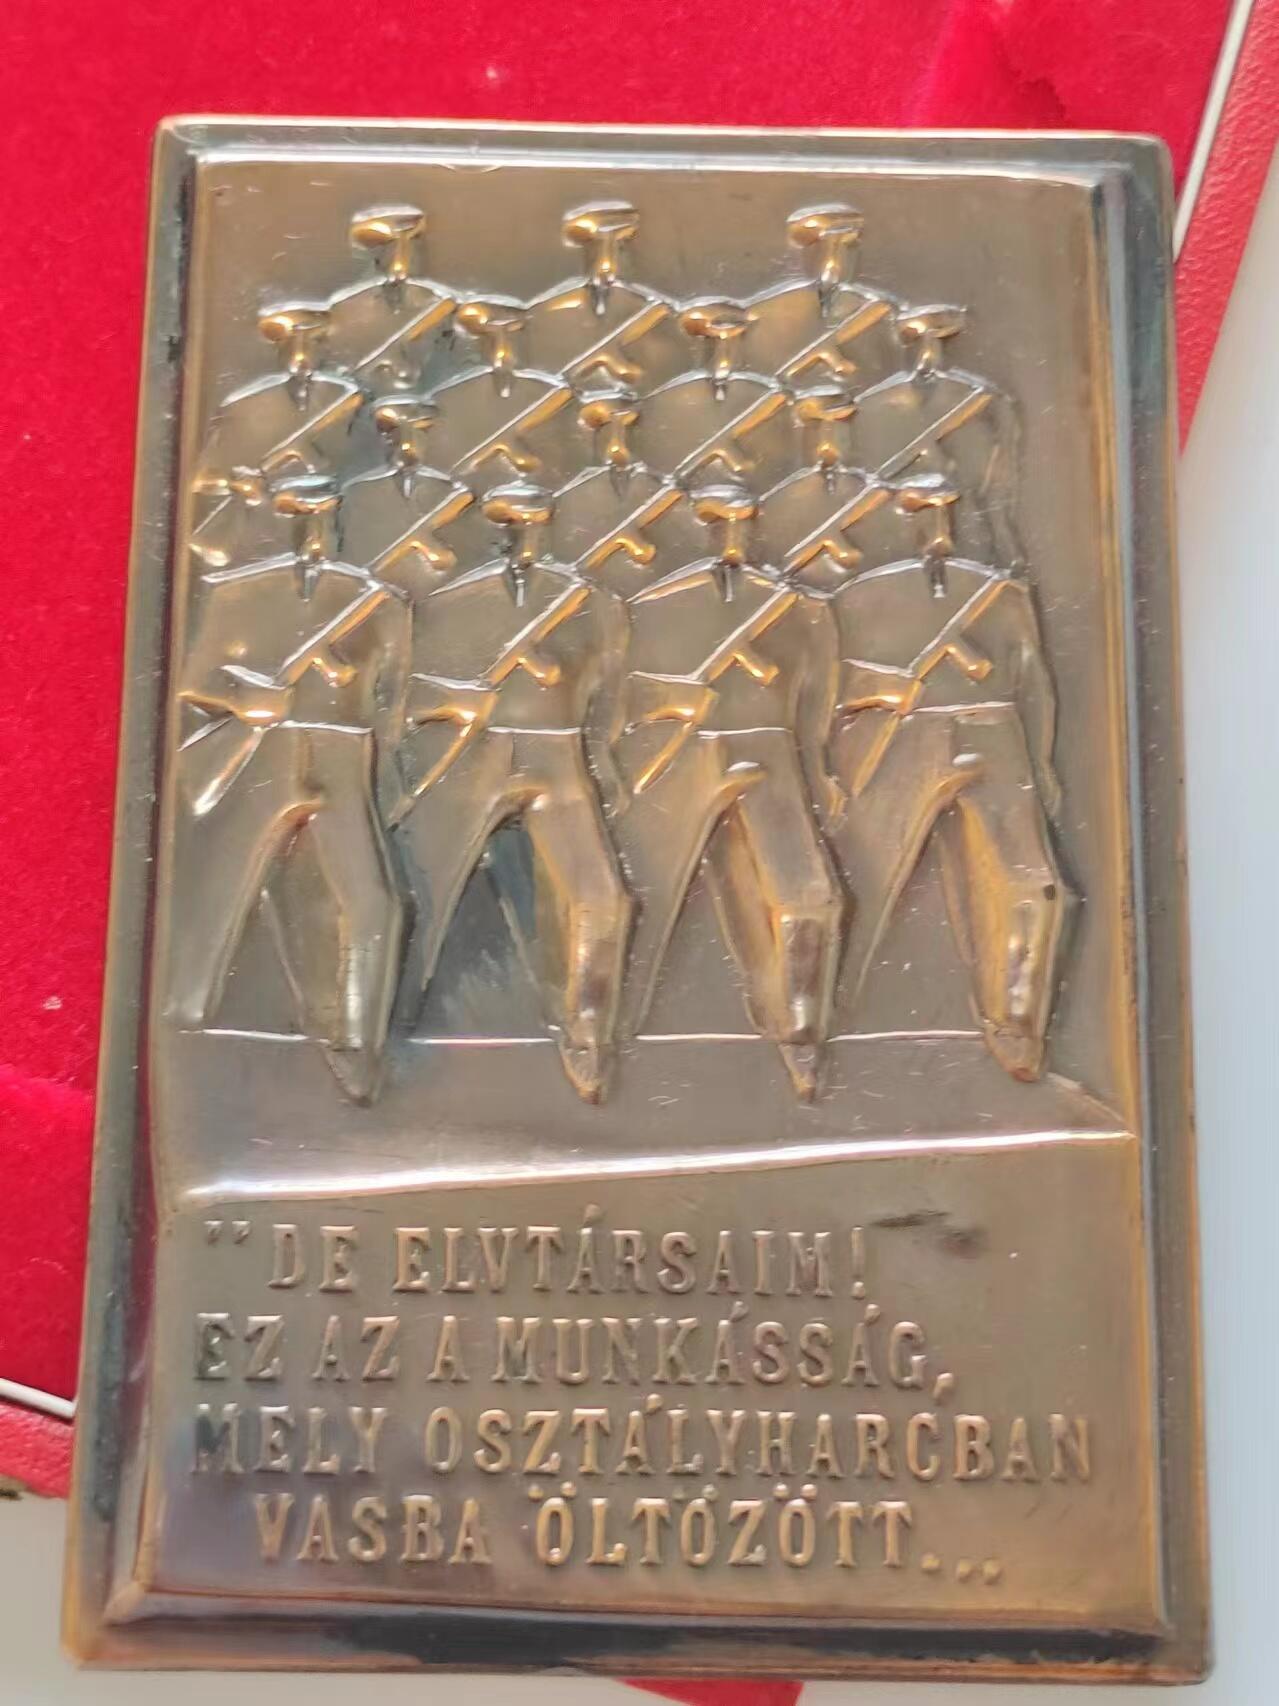 "DE ELVTÁRSAIM!
EZ AZ A MUNKÁSSÁG,
MELY OSZTÁLYHARCBAN
VASBA ÖLTÖZÖTT...